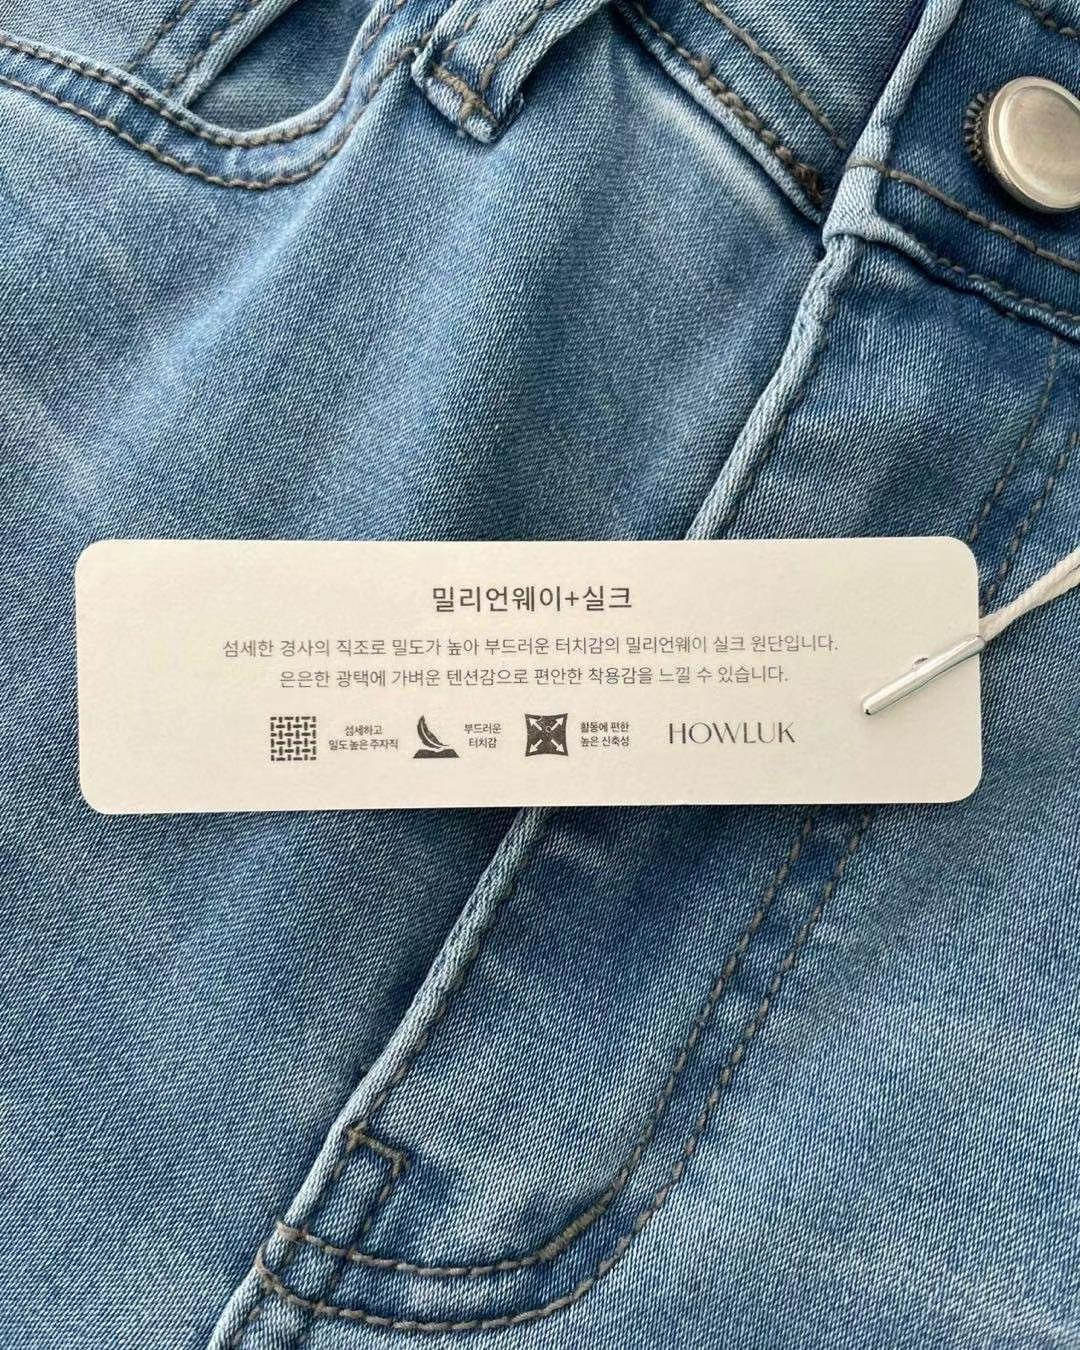 밀리언웨이+실크
섬세한 경사의 직조로 밀도가 높아 부드러운 터치감의 밀리언웨이 실크 원단입니다.
은은한 광택에 가벼운 텐션감으로 편안한 착용감을 느낄 수 있습니다.
섬세하고
밀도 높은 주자직
부드러운
터치감
활동에 편한
높은 신축성
HOWLUK